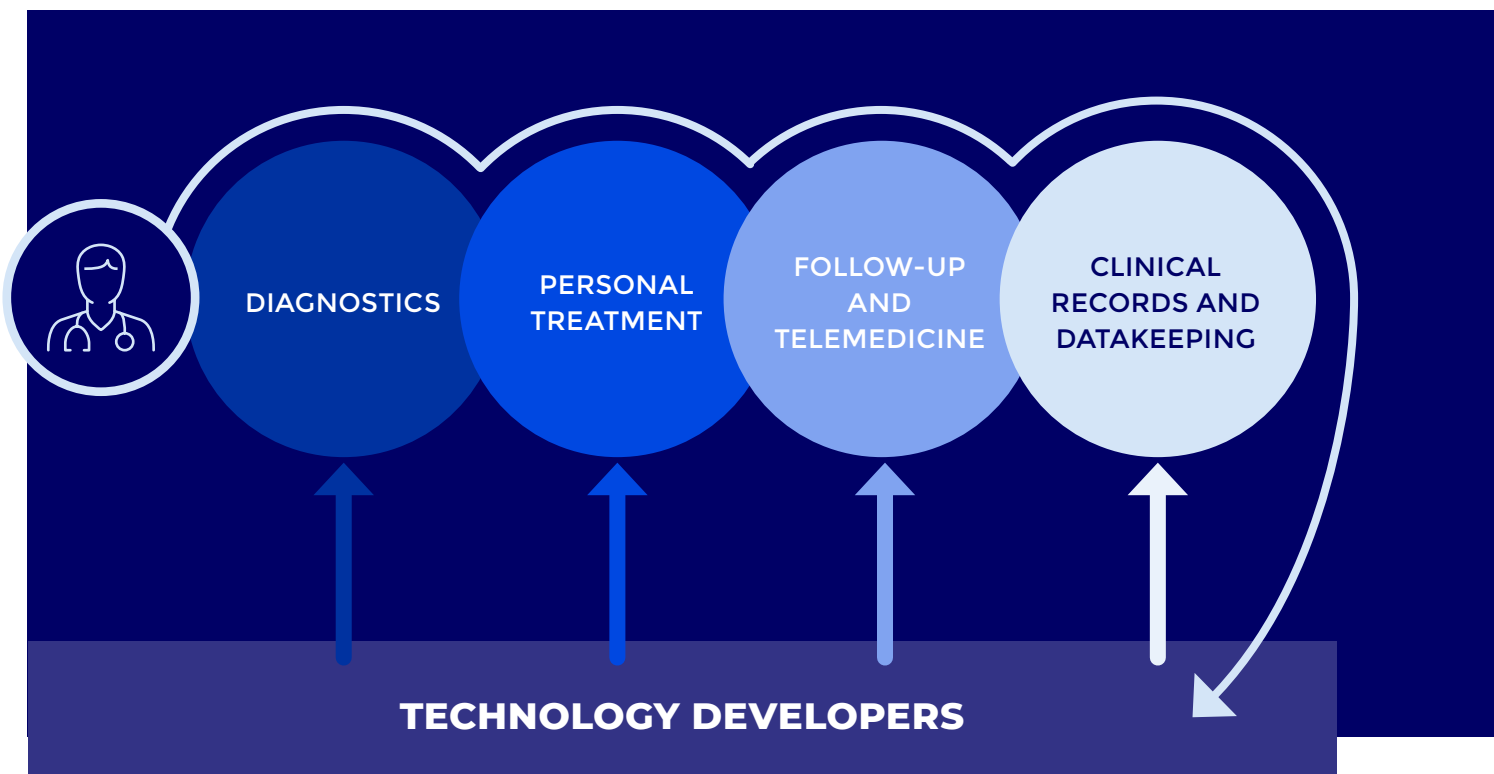 DIAGNOSTICS
PERSONAL
TREATMENT
FOLLOW-UP
AND
TELEMEDICINE
CLINICAL
RECORDS AND
DATAKEEPING
TECHNOLOGY DEVELOPERS